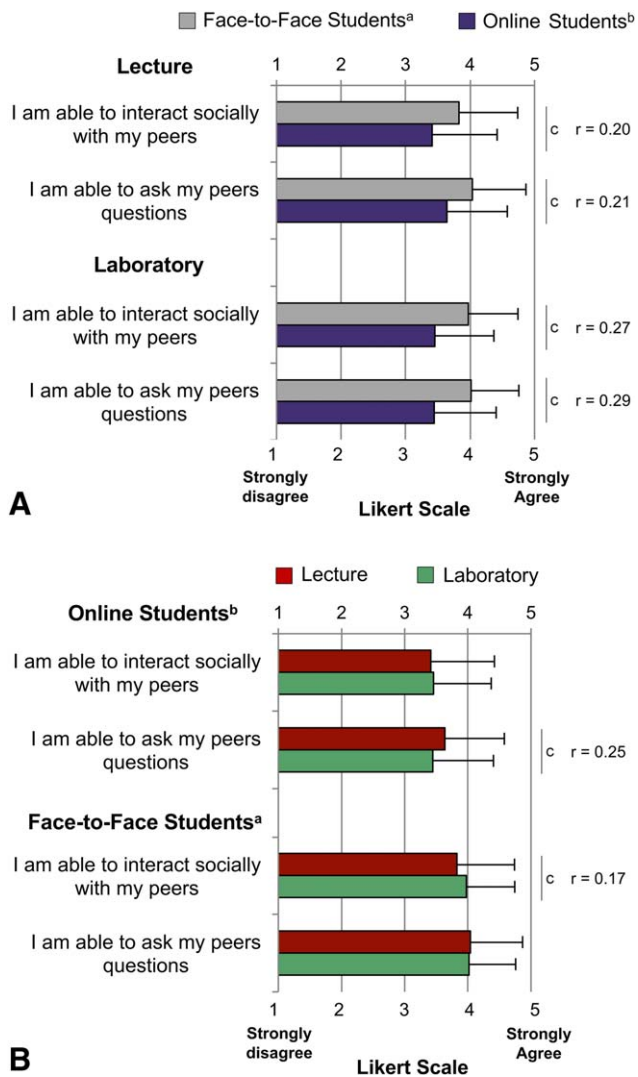 Face-to-Face Studentsᵃ Online Studentsᵇ
1 2 3 4 5
Lecture
I am able to interact socially
with my peers
c r = 0.20
I am able to ask my peers
questions
c r = 0.21
Laboratory
I am able to interact socially
with my peers
c r = 0.27
I am able to ask my peers
questions
c r = 0.29
1 2 3 4 5
Strongly
disagree
Strongly
Agree
Likert Scale
A
Lecture Laboratory
1 2 3 4 5
Online Studentsᵇ
I am able to interact socially
with my peers
I am able to ask my peers
questions
c r = 0.25
Face-to-Face Studentsᵃ
I am able to interact socially
with my peers
c r = 0.17
I am able to ask my peers
questions
1 2 3 4 5
Strongly
disagree
Strongly
Agree
Likert Scale
B